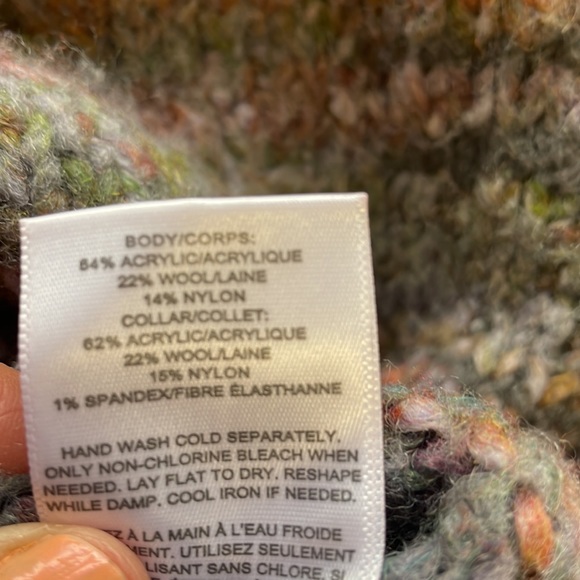 BODY/CORPS:
64% ACRYLIC/ACRYLIQUE
22% WOOL/LAINE
14% NYLON
COLLAR/COLLET:
62% ACRYLIC/ACRYLIQUE
22% WOOL/LAINE
15% NYLON
1% SPANDEX/FIBRE ÉLASTHANNE
HAND WASH COLD SEPARATELY.
ONLY NON-CHLORINE BLEACH WHEN
NEEDED. LAY FLAT TO DRY. RESHAPE
WHILE DAMP. COOL IRON IF NEEDED.
À LA MAIN À L'EAU FROIDE
UTILISEZ SEULEMENT
SANS CHLORE, SI